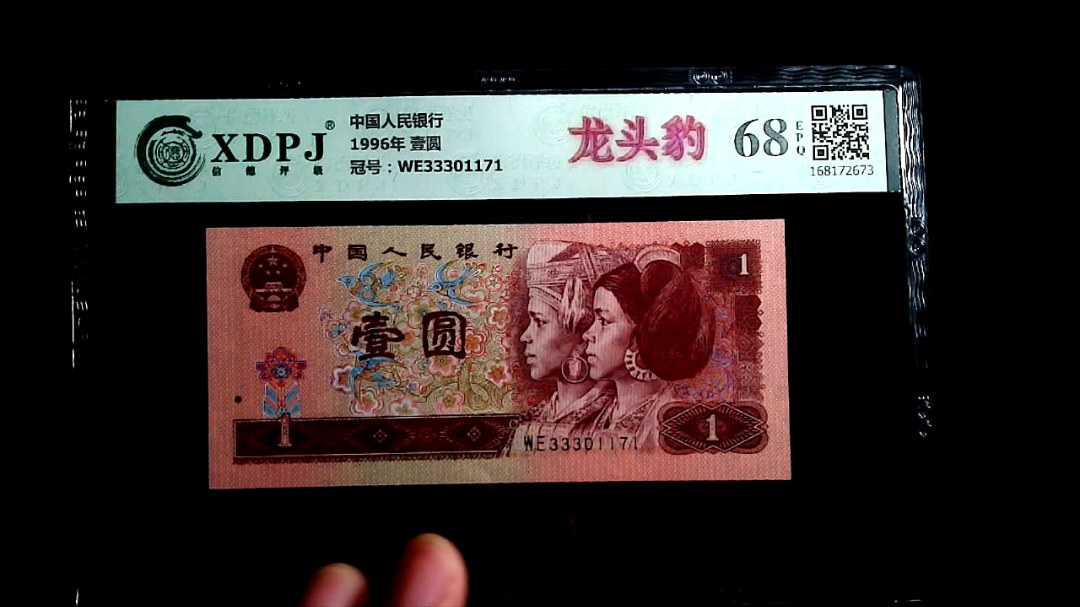 XDPJ®
信德评级
中国人民银行
1996年 壹圆
冠号：WE33301171
龙头豹
68
EPQ
168172673
中国人民银行
1
壹圆
1
WE33301171
1